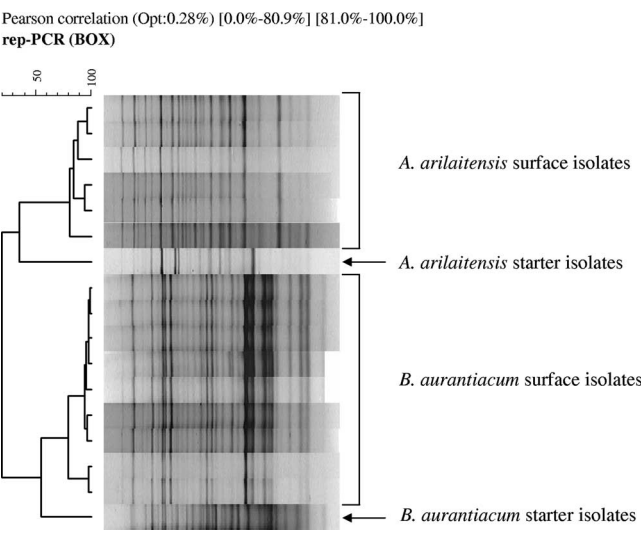 Pearson correlation (Opt:0.28%) [0.0%-80.9%] [81.0%-100.0%]
rep-PCR (BOX)
50
100
A. arilaitensis surface isolates
A. arilaitensis starter isolates
B. aurantiacum surface isolates
B. aurantiacum starter isolates